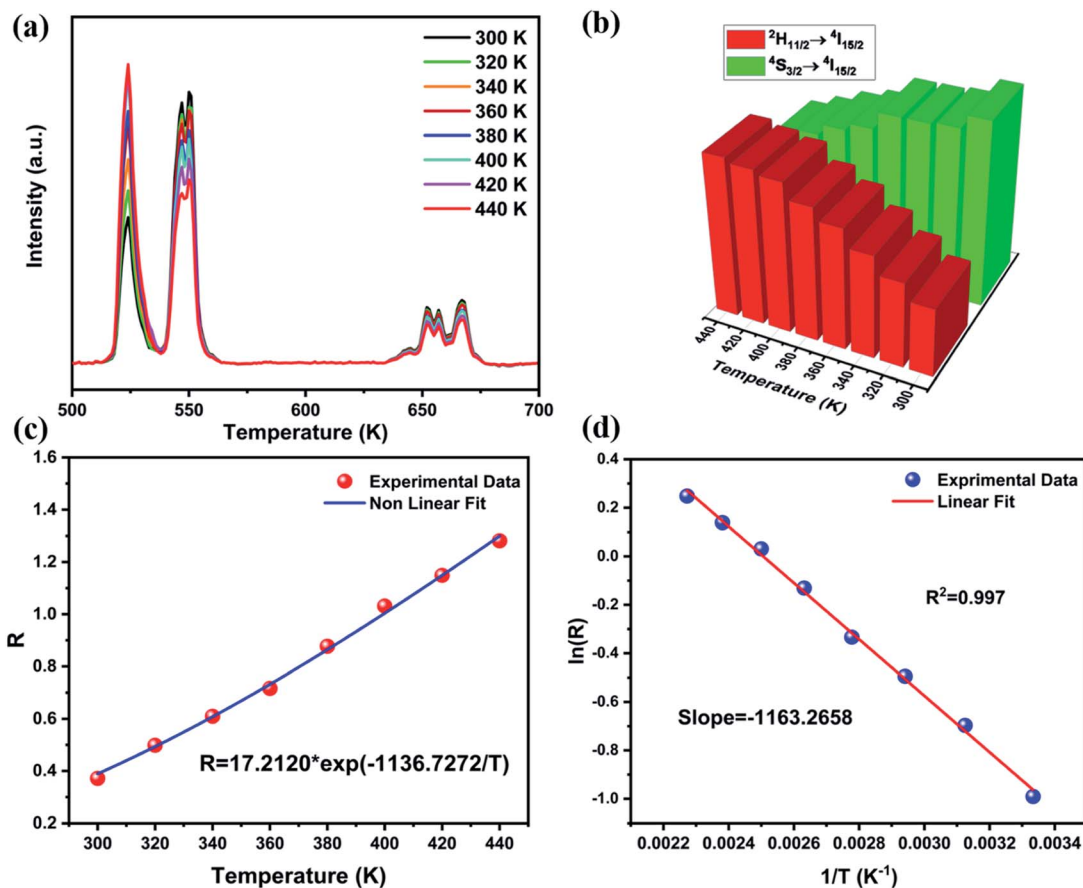 (a)
Intensity (a.u.)
300 K
320 K
340 K
360 K
380 K
400 K
420 K
440 K
500
550
600
650
700
Temperature (K)
(b)
²H₁₁/₂→ ⁴I₁₅/₂
⁴S₃/₂→⁴I₁₅/₂
440
420
400
380
360
340
320
300
Temperature (K)
(c)
R
1.6
1.4
1.2
1.0
0.8
0.6
0.4
0.2
Experimental Data
Non Linear Fit
R=17.2120*exp(-1136.7272/T)
300
320
340
360
380
400
420
440
Temperature (K)
(d)
ln(R)
0.4
0.2
0.0
-0.2
-0.4
-0.6
-0.8
-1.0
Exprimental Data
Linear Fit
R²=0.997
Slope=-1163.2658
0.0022
0.0024
0.0026
0.0028
0.0030
0.0032
0.0034
1/T (K⁻¹)